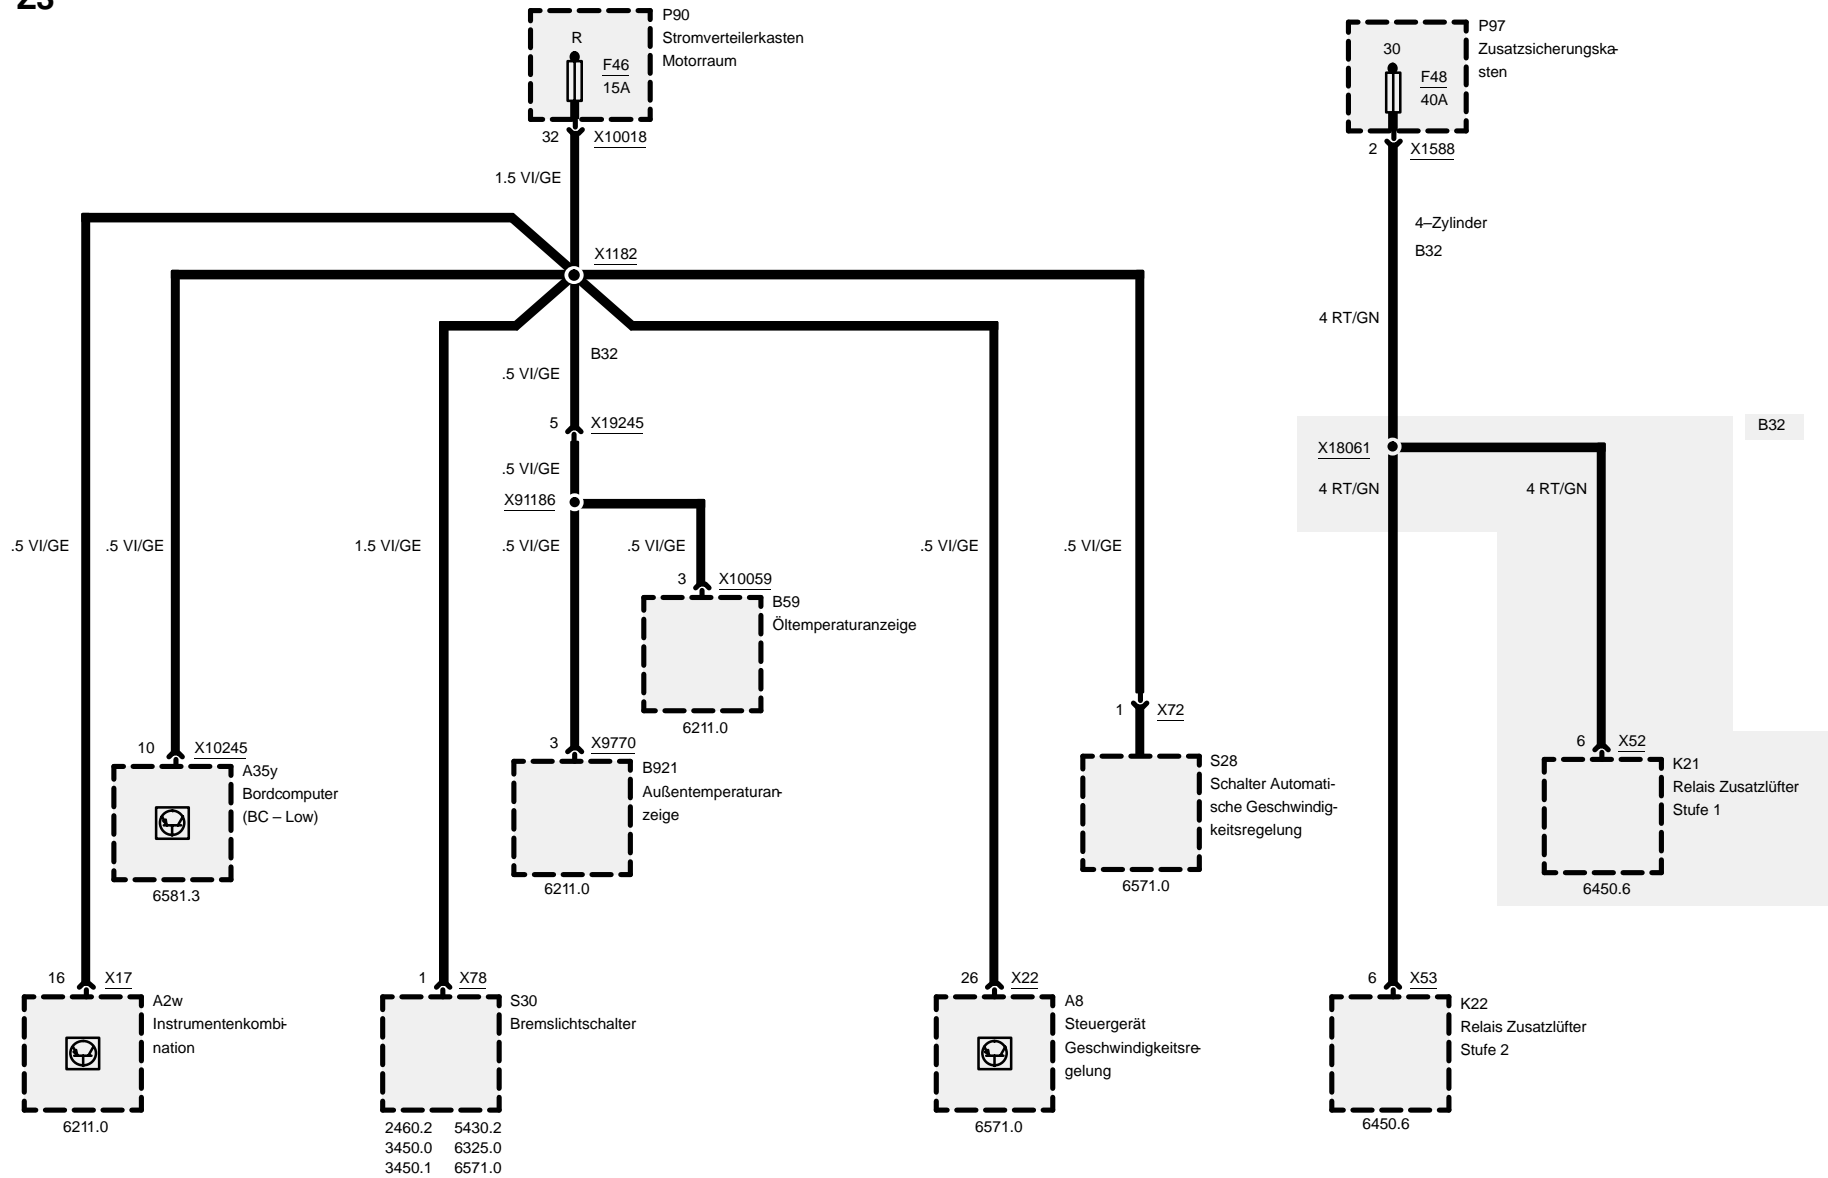 Z3
P90
Stromverteilerkasten
Motorraum
R
F46
15A
32 X10018
1.5 VI/GE
P97
Zusatzsicherungska-
sten
30
F48
40A
2 X1588
4–Zylinder
B32
4 RT/GN
X1182
B32
.5 VI/GE
5 X19245
.5 VI/GE
X91186
.5 VI/GE
.5 VI/GE
1.5 VI/GE
.5 VI/GE
.5 VI/GE
.5 VI/GE
.5 VI/GE
B32
X18061
4 RT/GN
4 RT/GN
3 X10059
B59
Öltemperaturanzeige
6211.0
1 X72
S28
Schalter Automati-
sche Geschwindig-
keitsregelung
6571.0
10 X10245
A35y
Bordcomputer
(BC – Low)
6581.3
3 X9770
B921
Außentemperaturan-
zeige
6211.0
6 X52
K21
Relais Zusatzlüfter
Stufe 1
6450.6
16 X17
A2w
Instrumentenkombi-
nation
6211.0
1 X78
S30
Bremslichtschalter
2460.2 5430.2
3450.0 6325.0
3450.1 6571.0
26 X22
A8
Steuergerät
Geschwindigkeitsre-
gelung
6571.0
6 X53
K22
Relais Zusatzlüfter
Stufe 2
6450.6